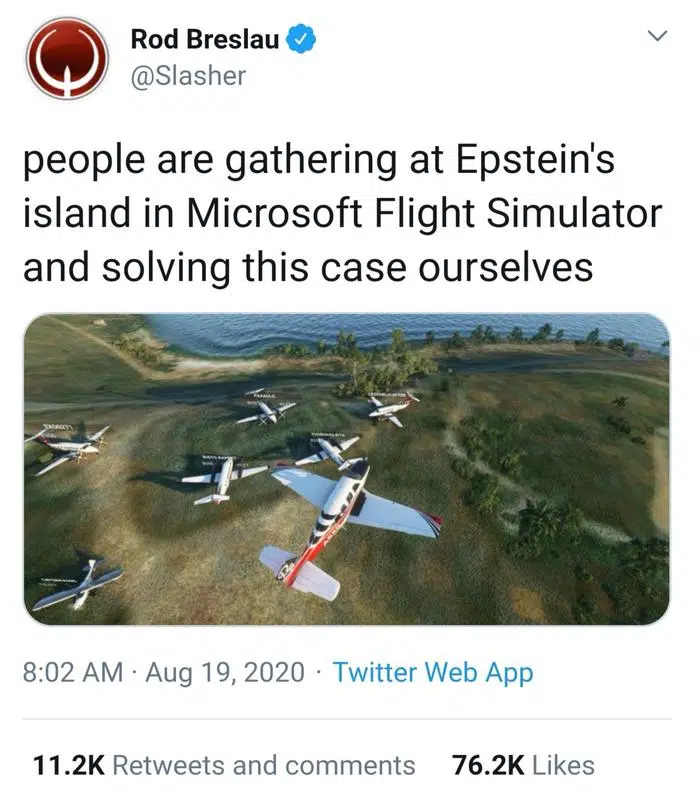 Rod Breslau
@Slasher
people are gathering at Epstein's
island in Microsoft Flight Simulator
and solving this case ourselves
8:02 AM · Aug 19, 2020 · Twitter Web App
11.2K Retweets and comments 76.2K Likes